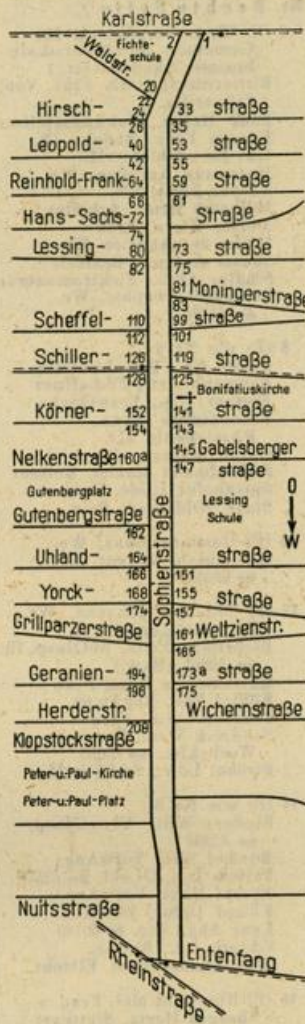 Karlstraße
Fichte- 2 1
schule
Waldstr.
20
22
Hirsch- 24 33 straße
26 35
Leopold- 40 53 straße
42 55
Reinhold-Frank-64 59 Straße
66 61
Hans-Sachs-72 Straße
74
Lessing- 80 73 straße
82 75
81 Moningerstraße
83
Scheffel- 110 99 straße
112 101
Schiller- 126 119 straße
128 125
Bonifatiuskirche
Körner- 152 141 straße
154 143
145 Gabelsberger
Nelkenstraße 160a 147 straße
Gutenbergplatz Lessing
Schule
O
W
Gutenbergstraße
162
Sophienstraße
Uhland- 164 straße
166 151
Yorck- 168 155 straße
174 157
Grillparzerstraße 161 Weltzienstr.
165
Geranien- 194 173a straße
196 175
Herderstr. Wichernstraße
208
Klopstockstraße
Peter-u.-Paul-Kirche
Peter-u.-Paul-Platz
Nuitsstraße
Rheinstraße Entenfang